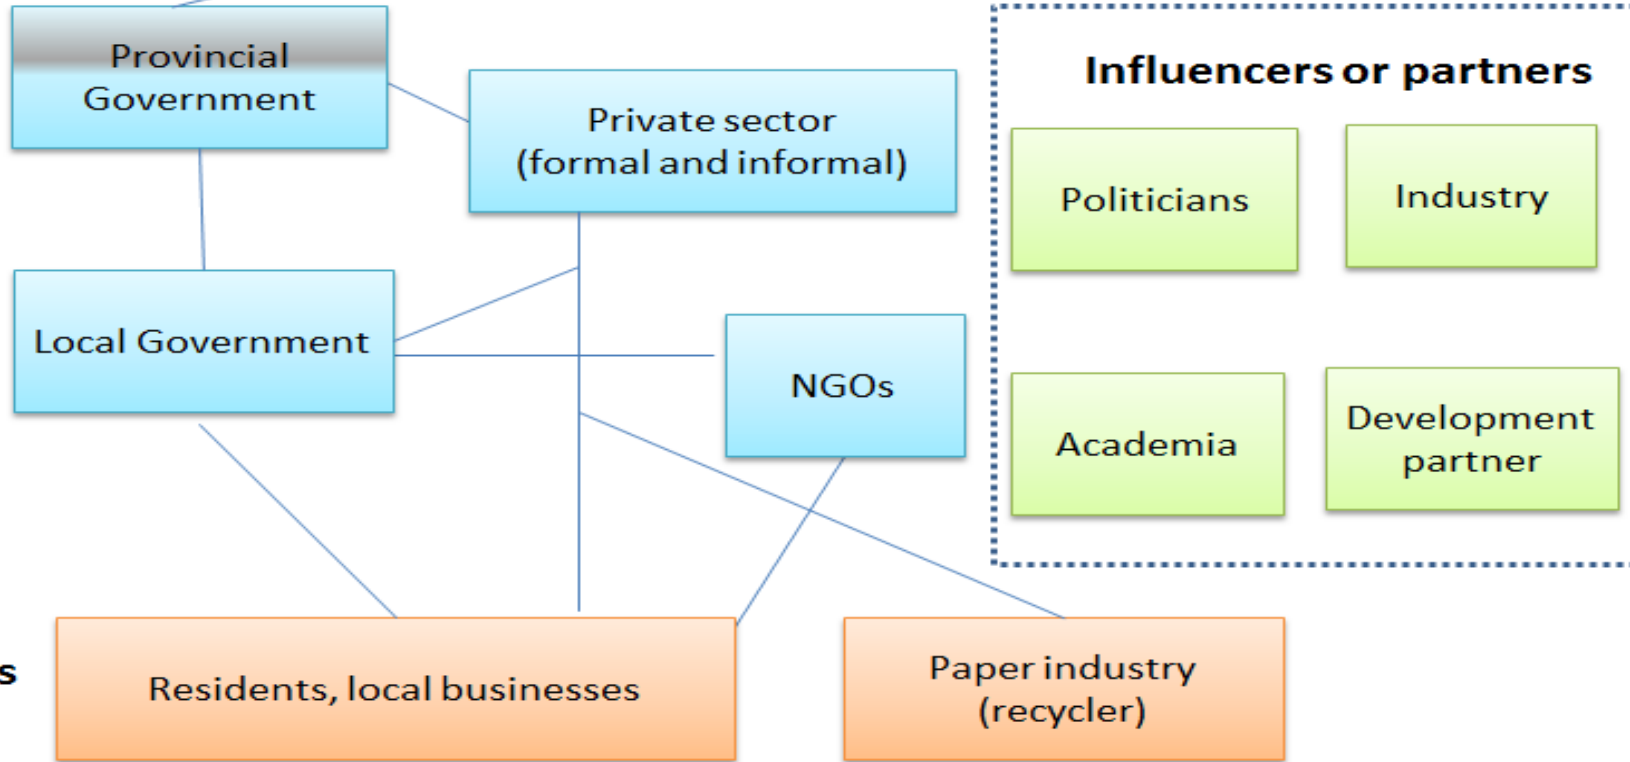 Provincial
Government
Private sector
(formal and informal)
Influencers or partners
Politicians
Industry
Local Government
NGOs
Academia
Development
partner
s
Residents, local businesses
Paper industry
(recycler)